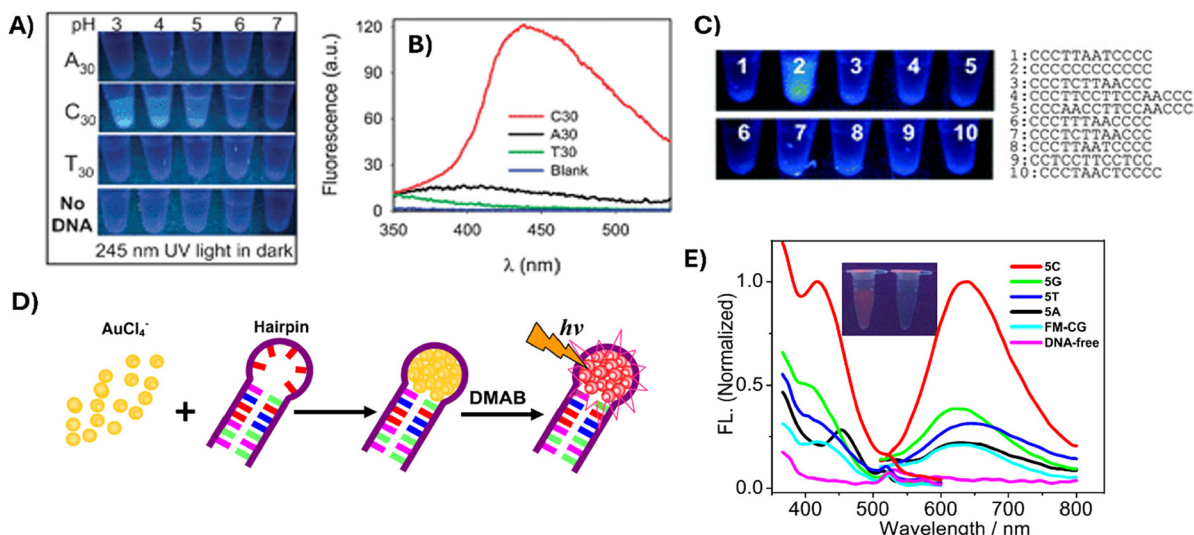 A)
pH
3 4 5 6 7
A30
C30
T30
No DNA
245 nm UV light in dark
B)
Fluorescence (a.u.)
120
90
60
30
0
C30
A30
T30
Blank
350 400 450 500
λ (nm)
C)
1 2 3 4 5
6 7 8 9 10
1:CCCTTAATCCCC
2:CCCCCCCCCCCC
3:CCCTCTTAACCC
4:CCCTTCCTTCCAACCC
5:CCCAACCTTCCAACCC
6:CCCTTTAACCC
7:CCCTCTTAACCC
8:CCCTTAATCCCC
9:CCTCCTTCCTCC
10:CCCTAACTCCCC
D)
AuCl4-
+
Hairpin
DMAB
hv
E)
FL. (Normalized)
1.0
0.5
0.0
5C
5G
5T
5A
FM-CG
DNA-free
400 500 600 700 800
Wavelength / nm